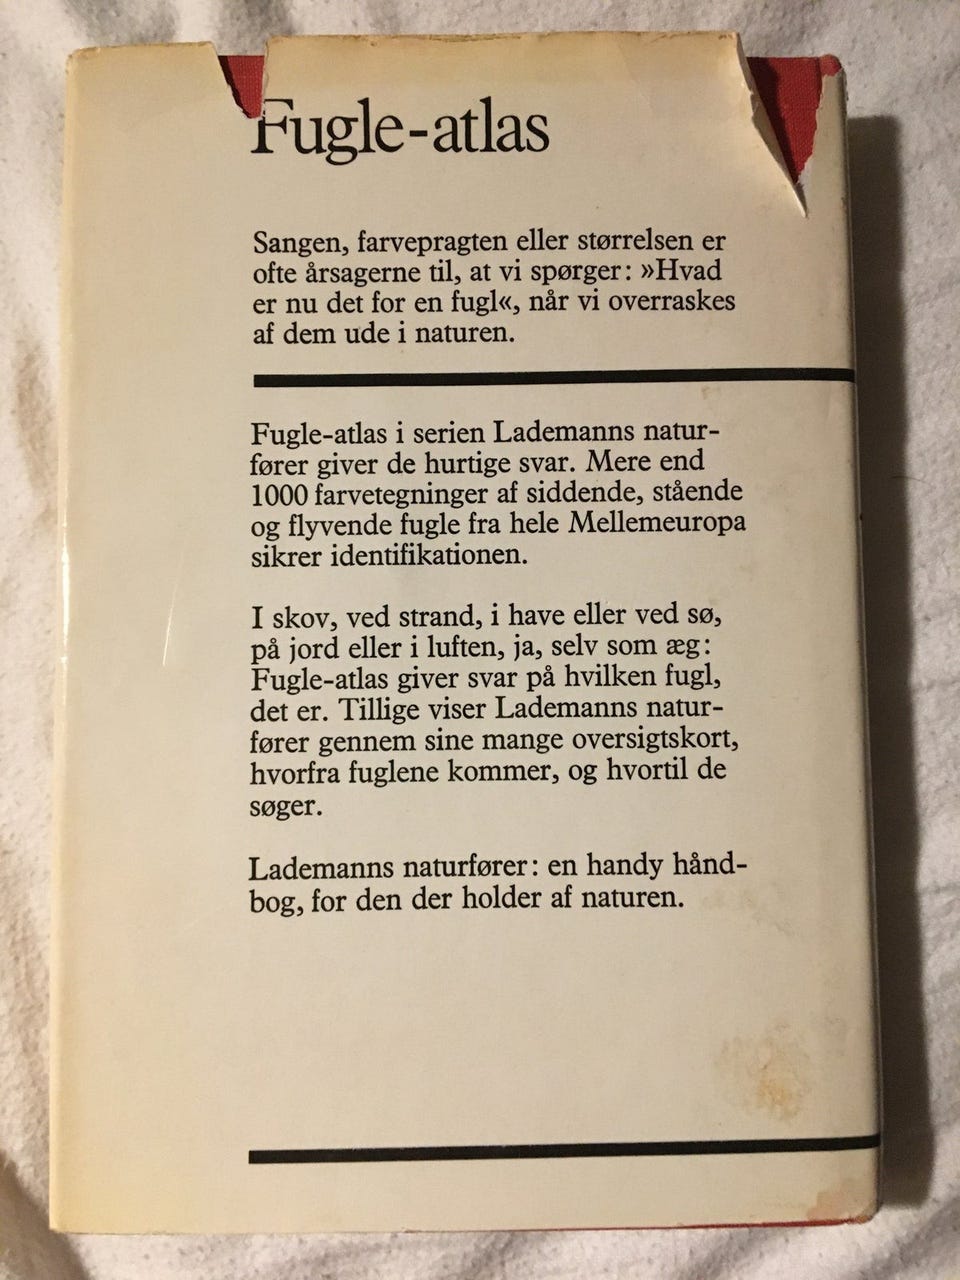 Fugle-atlas
Sangen, farvepragten eller størrelsen er
ofte årsagerne til, at vi spørger: »Hvad
er nu det for en fugl«, når vi overraskes
af dem ude i naturen.
Fugle-atlas i serien Lademanns natur-
fører giver de hurtige svar. Mere end
1000 farvetegninger af siddende, stående
og flyvende fugle fra hele Mellemeuropa
sikrer identifikationen.
I skov, ved strand, i have eller ved sø,
på jord eller i luften, ja, selv som æg:
Fugle-atlas giver svar på hvilken fugl,
det er. Tillige viser Lademanns natur-
fører gennem sine mange oversigtskort,
hvorfra fuglene kommer, og hvortil de
søger.
Lademanns naturfører: en handy hånd-
bog, for den der holder af naturen.